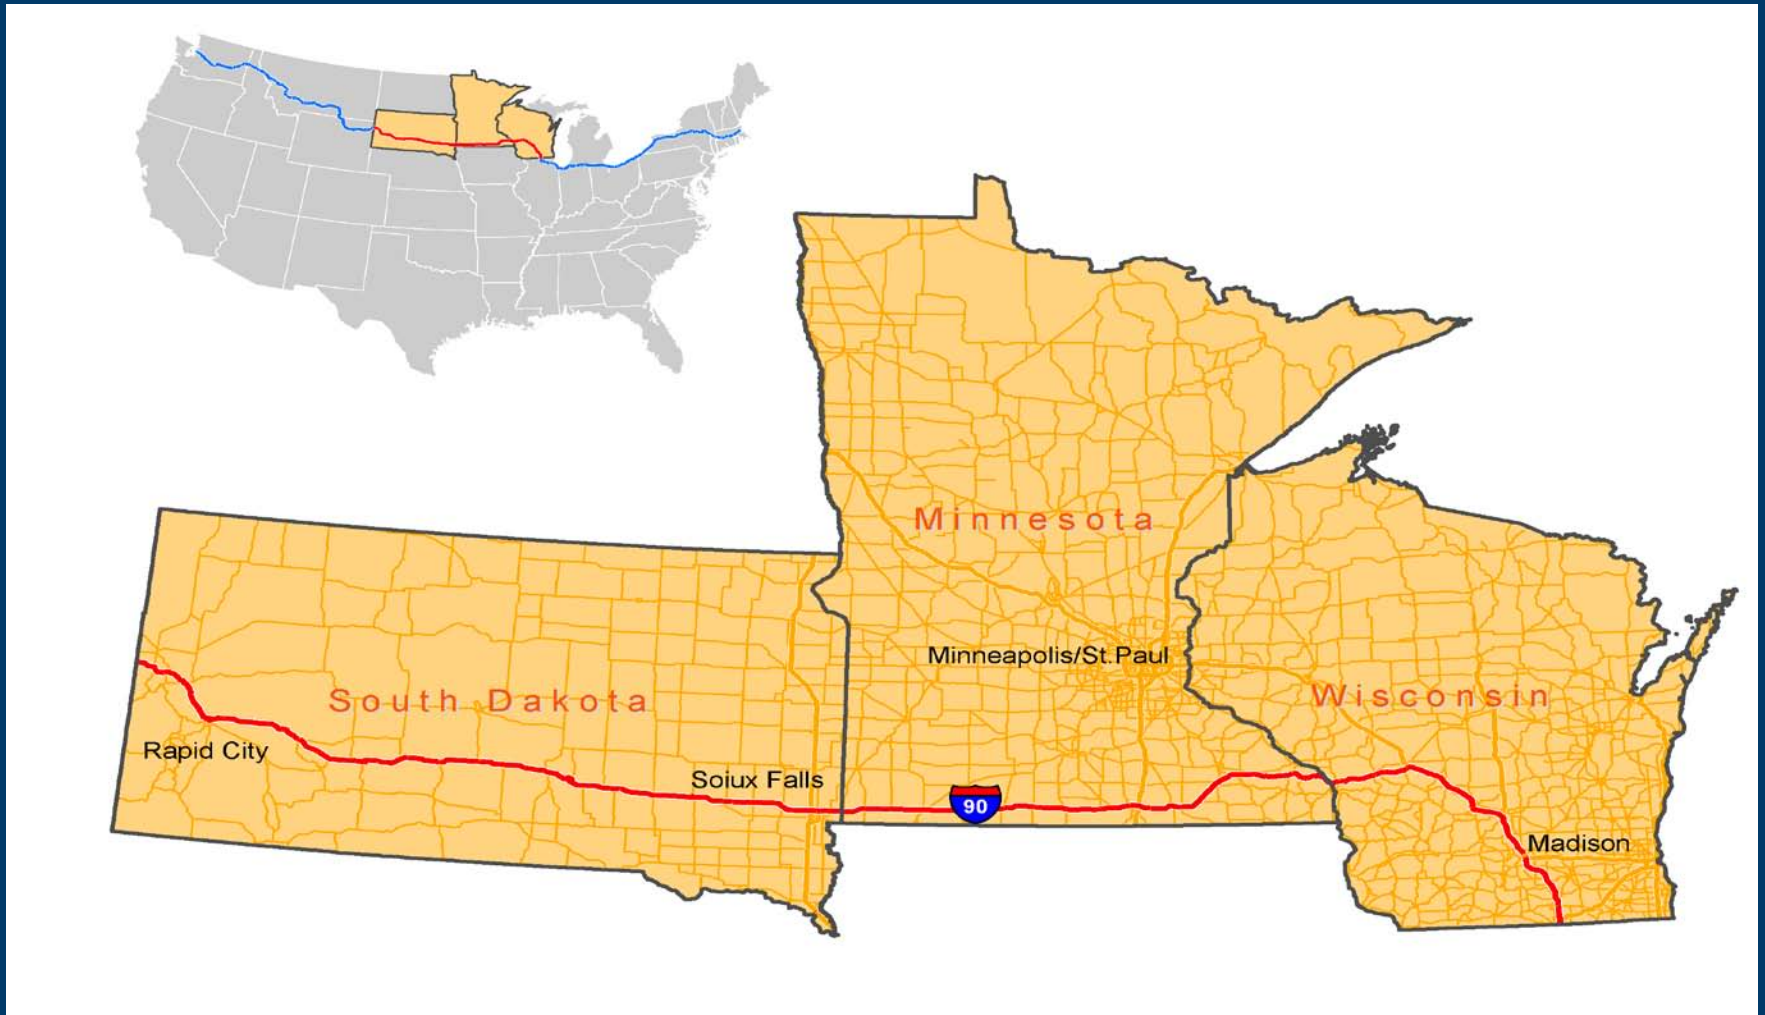 Minnesota
Minneapolis/St.Paul
South Dakota
Wisconsin
Rapid City
Soiux Falls
90
Madison